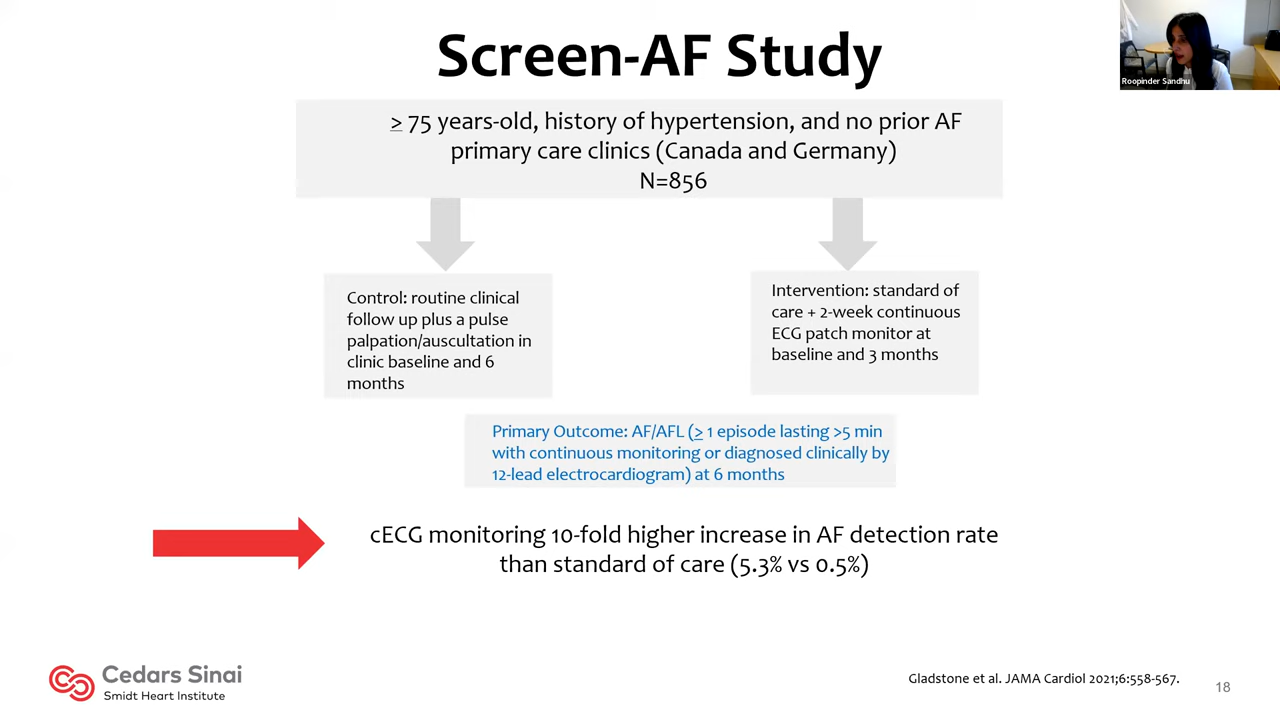 Screen-AF Study
Roopinder Sandhu
≥ 75 years-old, history of hypertension, and no prior AF
primary care clinics (Canada and Germany)
N=856
Control: routine clinical
follow up plus a pulse
palpation/auscultation in
clinic baseline and 6
months
Intervention: standard of
care + 2-week continuous
ECG patch monitor at
baseline and 3 months
Primary Outcome: AF/AFL (≥ 1 episode lasting >5 min
with continuous monitoring or diagnosed clinically by
12-lead electrocardiogram) at 6 months
cECG monitoring 10-fold higher increase in AF detection rate
than standard of care (5.3% vs 0.5%)
Cedars Sinai
Smidt Heart Institute
Gladstone et al. JAMA Cardiol 2021;6:558-567.
18